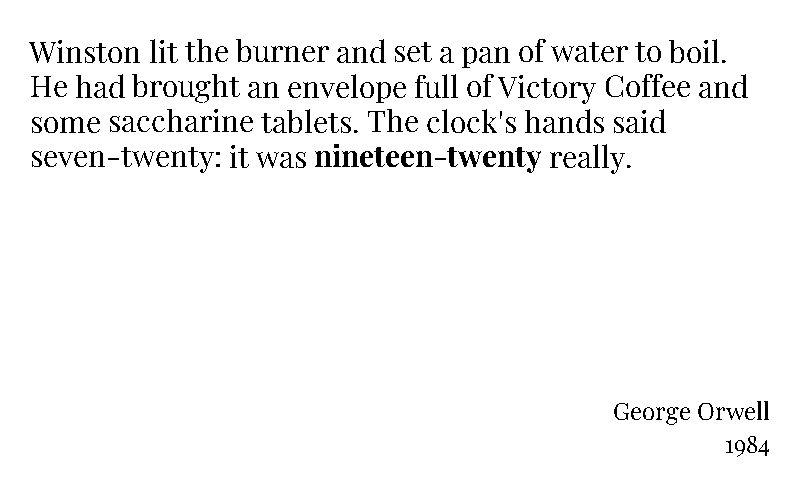 Winston lit the burner and set a pan of water to boil.
He had brought an envelope full of Victory Coffee and
some saccharine tablets. The clock's hands said
seven-twenty: it was nineteen-twenty really.
George Orwell
1984